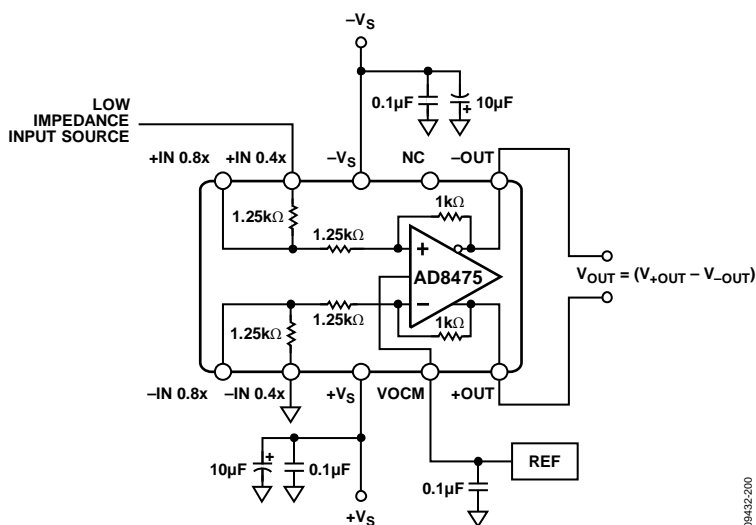 –VS
LOW
IMPEDANCE
INPUT SOURCE
0.1µF
10µF
+
+IN 0.8x
+IN 0.4x
–VS
NC
–OUT
1.25kΩ
1.25kΩ
1kΩ
+
AD8475
–
VOUT = (V+OUT – V–OUT)
1.25kΩ
1.25kΩ
1kΩ
–IN 0.8x
–IN 0.4x
+VS
VOCM
+OUT
10µF
+
0.1µF
0.1µF
REF
+VS
09432-200